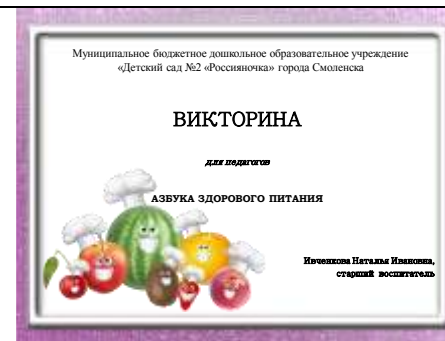 Муниципальное бюджетное дошкольное образовательное учреждение
«Детский сад №2 «Россияночка» города Смоленска
ВИКТОРИНА
для педагогов
АЗБУКА ЗДОРОВОГО ПИТАНИЯ
Ивченкова Наталья Ивановна,
старший воспитатель